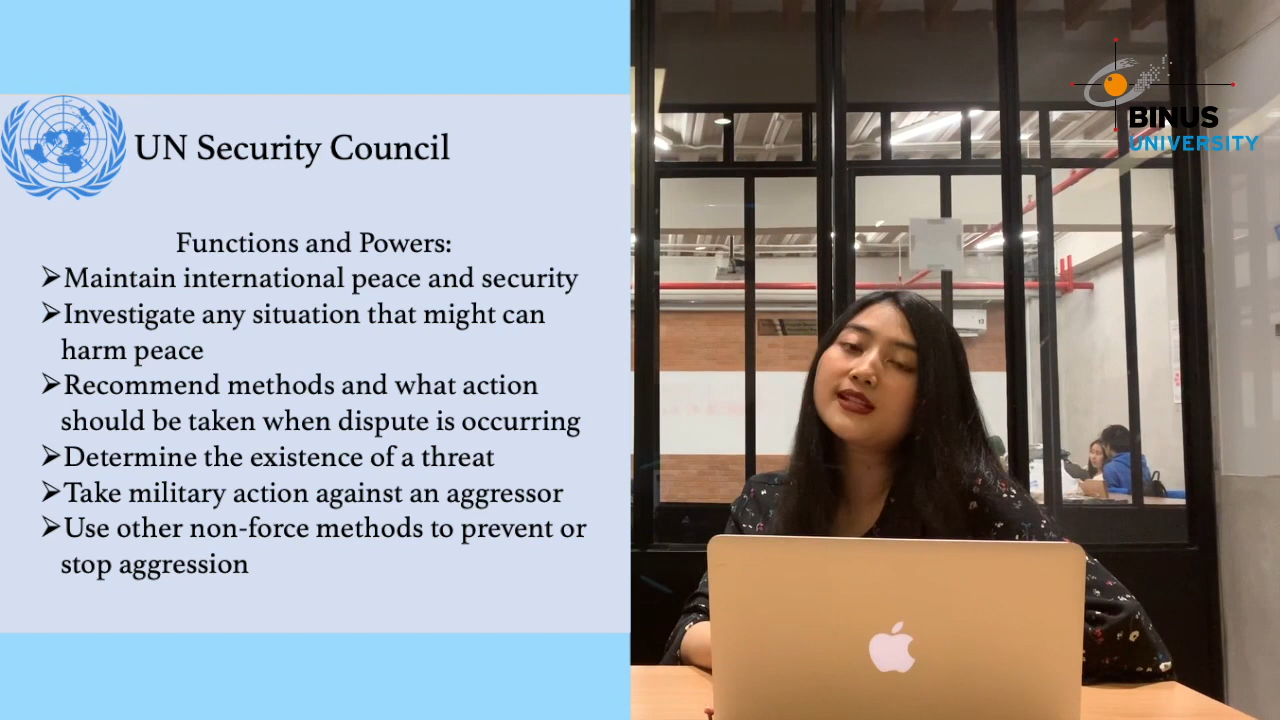 UN Security Council
Functions and Powers:
➢Maintain international peace and security
➢Investigate any situation that might can
harm peace
➢Recommend methods and what action
should be taken when dispute is occurring
➢Determine the existence of a threat
➢Take military action against an aggressor
➢Use other non-force methods to prevent or
stop aggression
BINUS
UNIVERSITY